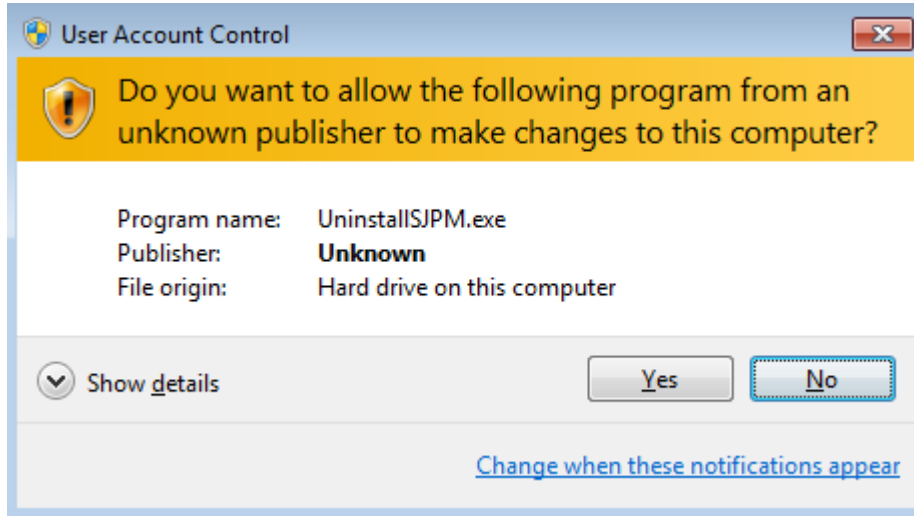 User Account Control
Do you want to allow the following program from an
unknown publisher to make changes to this computer?
Program name: UninstallSJPM.exe
Publisher: Unknown
File origin: Hard drive on this computer
Show details
Yes
No
Change when these notifications appear